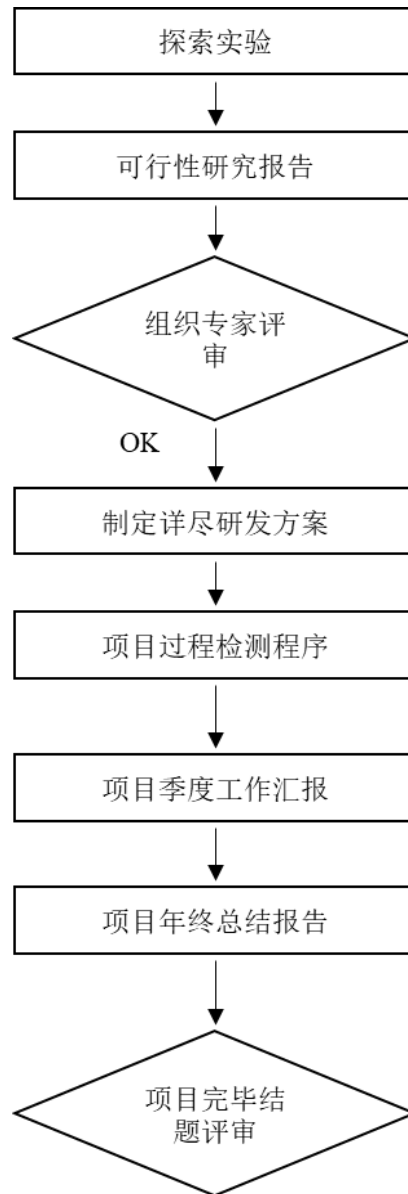 探索实验
可行性研究报告
组织专家评
审
OK
制定详尽研发方案
项目过程检测程序
项目季度工作汇报
项目年终总结报告
项目完毕结
题评审